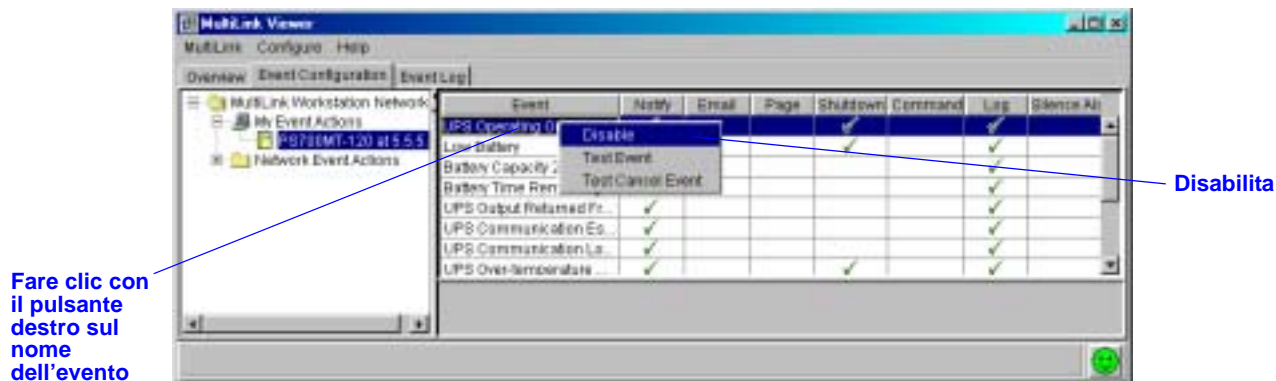 MultiLink Viewer
MultiLink Configure Help
Overview Event Configuration Event Log
MultiLink Workstation Network
My Event Actions
PS700MT-120 at 5.5.5
Network Event Actions
Event Notify Email Page Shutdown Command Log Silence Al
UPS Operating O
Low Battery
Battery Capacity 2
Battery Time Rem
UPS Output Returned Fr...
UPS Communication Es...
UPS Communication Lo...
UPS Over-temperature ...
Disable
Test Event
Test Cancel Event
Disabilita
Fare clic con
il pulsante
destro sul
nome
dell'evento